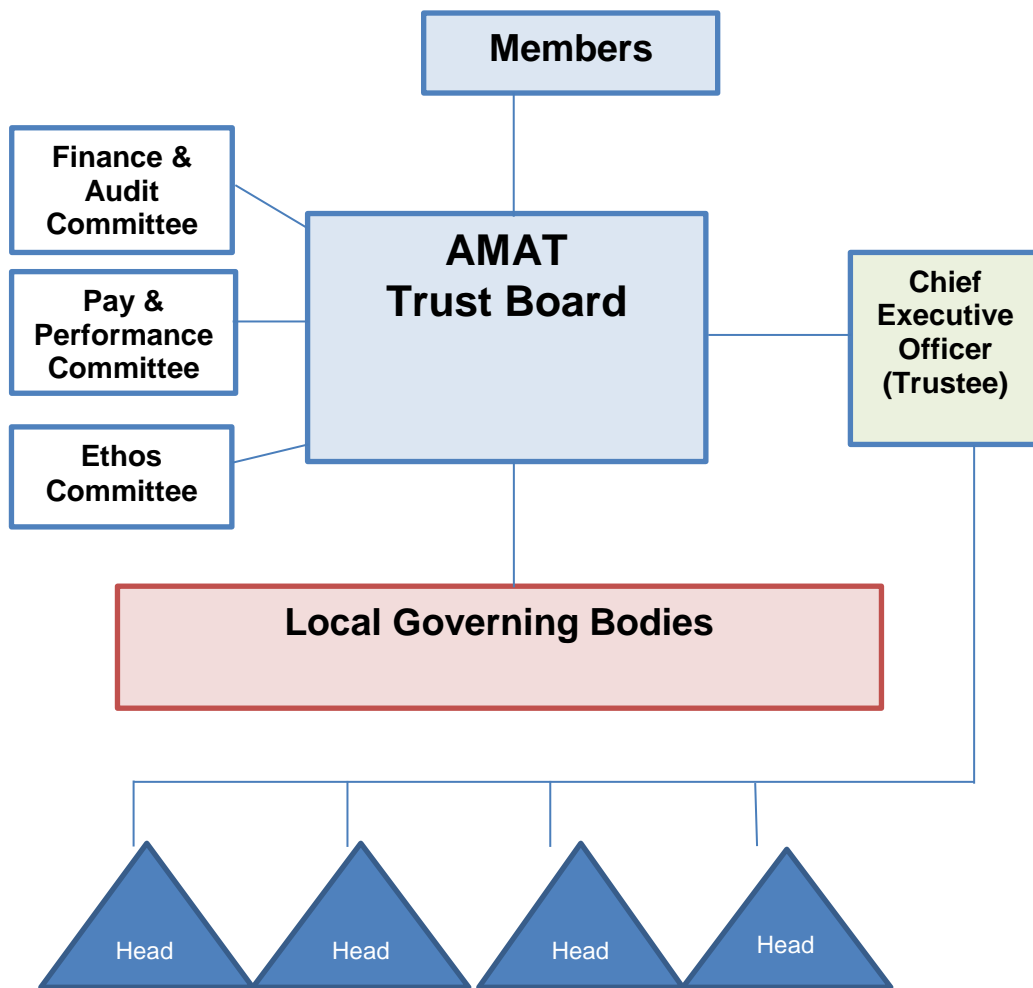 Members
Finance &
Audit
Committee
AMAT
Trust Board
Chief
Executive
Officer
(Trustee)
Pay &
Performance
Committee
Ethos
Committee
Local Governing Bodies
Head
Head
Head
Head